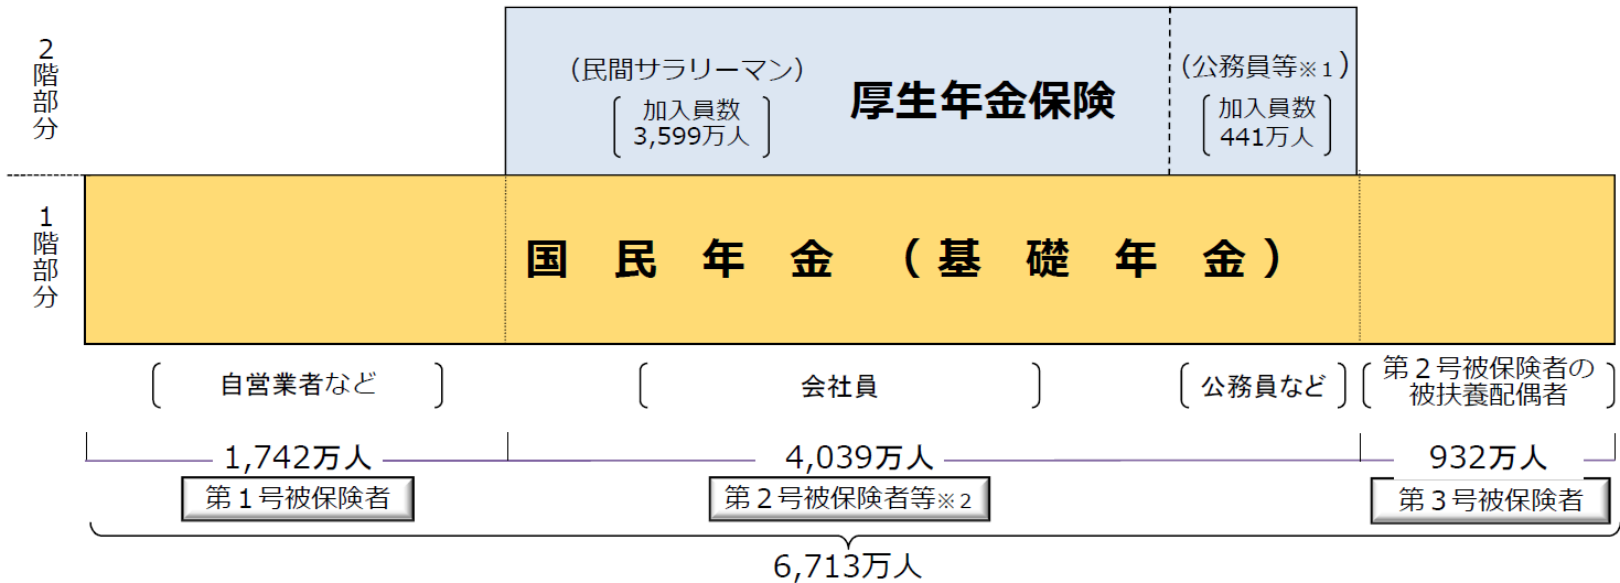 2階部分
(民間サラリーマン)
加入員数
3,599万人
厚生年金保険
(公務員等※1)
加入員数
441万人
1階部分
国民年金(基礎年金)
自営業者など
会社員
公務員など
第2号被保険者の
被扶養配偶者
1,742万人
4,039万人
932万人
第1号被保険者
第2号被保険者等※2
第3号被保険者
6,713万人